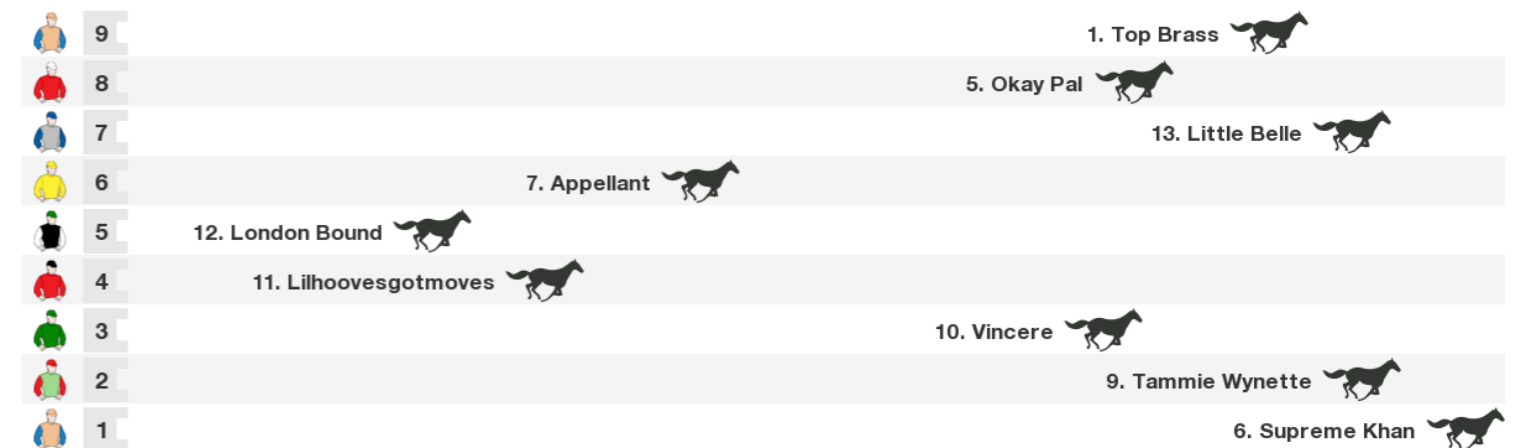 9 1. Top Brass
8 5. Okay Pal
7 13. Little Belle
6 7. Appellant
5 12. London Bound
4 11. Lilhoovesgotmoves
3 10. Vincere
2 9. Tammie Wynette
1 6. Supreme Khan